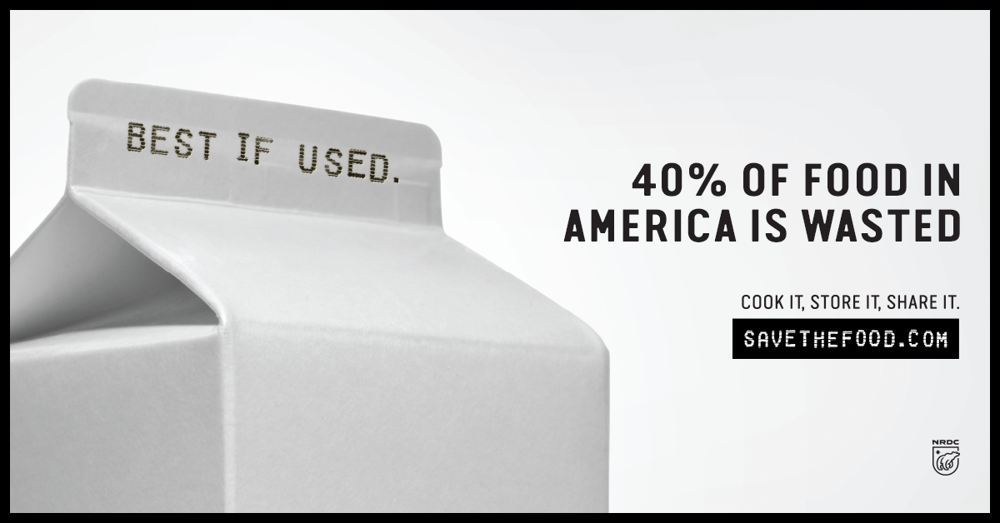 BEST IF USED.
40% OF FOOD IN
AMERICA IS WASTED
COOK IT, STORE IT, SHARE IT.
SAVETHEFOOD.COM
NRDC